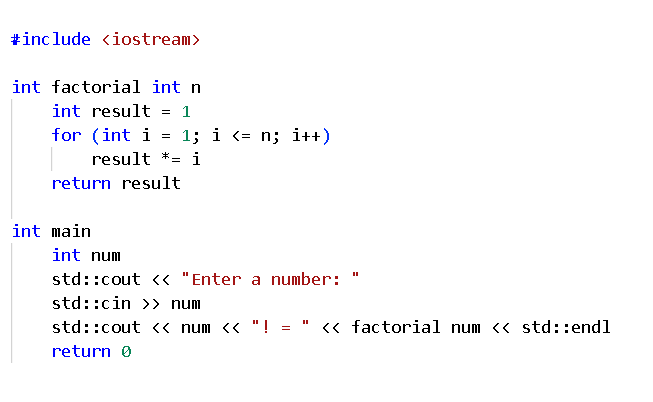 #include <iostream>

int factorial int n
    int result = 1
    for (int i = 1; i <= n; i++)
        result *= i
    return result

int main
    int num
    std::cout << "Enter a number: "
    std::cin >> num
    std::cout << num << "! = " << factorial num << std::endl
    return 0